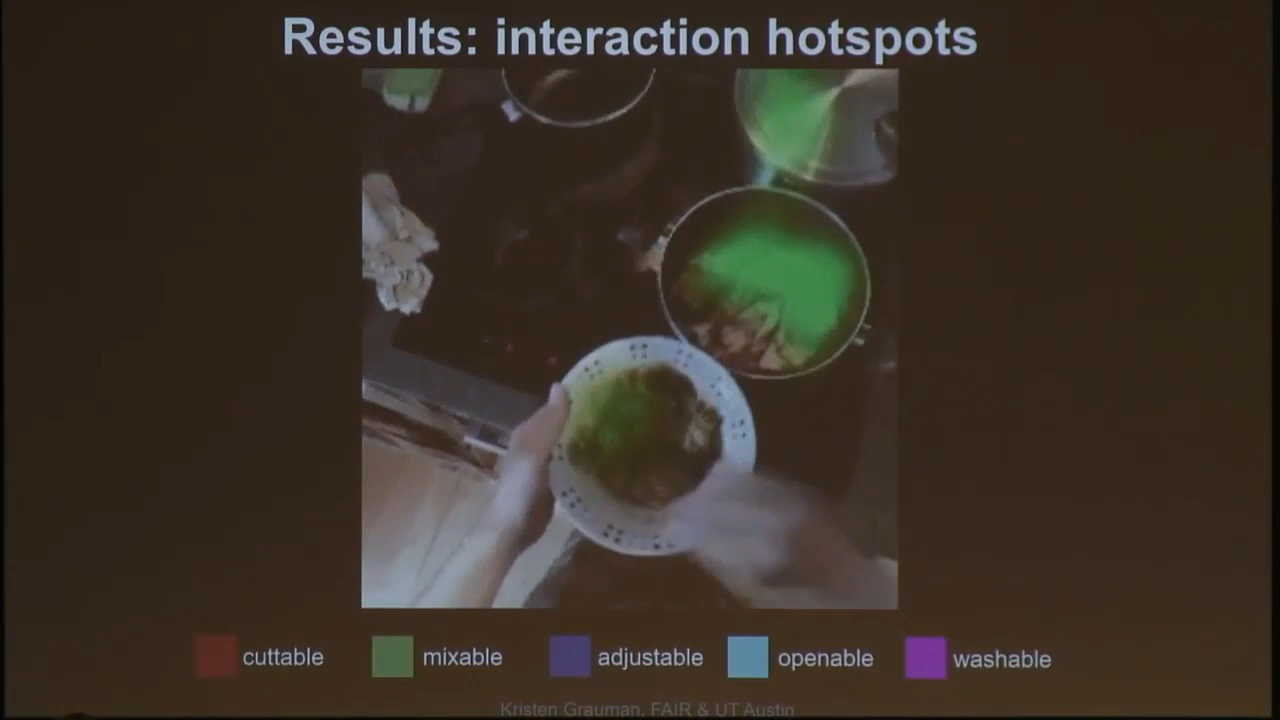 Results: interaction hotspots
cuttable mixable adjustable openable washable
Kristen Grauman, FAIR & UT Austin